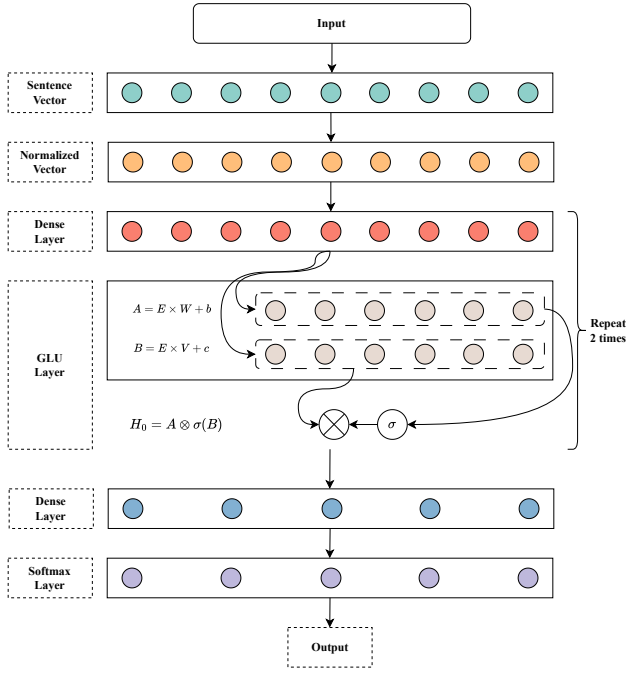 Input
Sentence
Vector
Normalized
Vector
Dense
Layer
GLU
Layer
A = E × W + b
B = E × V + c
H₀ = A ⊗ σ(B)
σ
Repeat
2 times
Dense
Layer
Softmax
Layer
Output